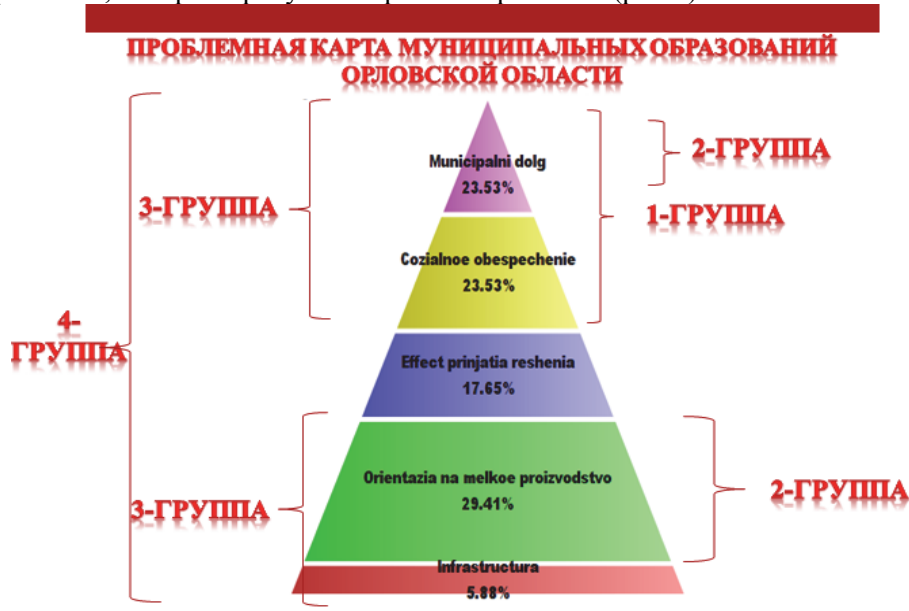 ПРОБЛЕМНАЯ КАРТА МУНИЦИПАЛЬНЫХ ОБРАЗОВАНИЙ
ОРЛОВСКОЙ ОБЛАСТИ
2-ГРУППА
Municipalni dolg
23.53%
3-ГРУППА
1-ГРУППА
Cozialnoe obespechenie
23.53%
4-
ГРУППА
Effect prinjatia reshenia
17.65%
Orientazia na melkoe proizvodstvo
29.41%
2-ГРУППА
3-ГРУППА
Infrastructura
5.88%